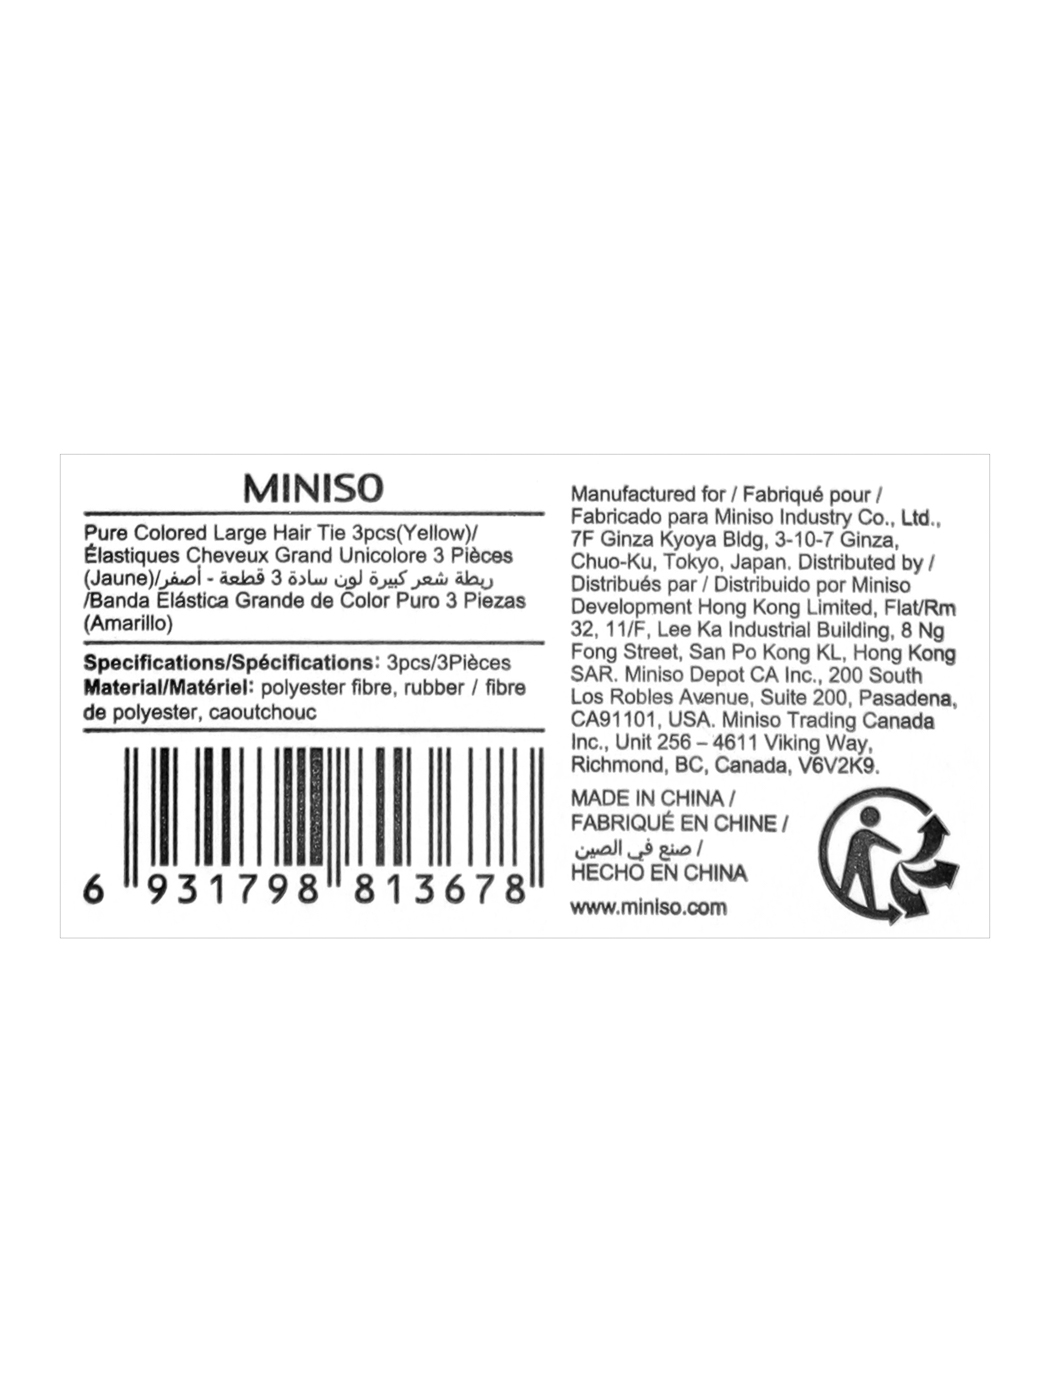 MINISO
Pure Colored Large Hair Tie 3pcs(Yellow)/
Élastiques Cheveux Grand Unicolore 3 Pièces
(Jaune)/ربطة شعر كبيرة لون سادة 3 قطعة - أصفر
/Banda Elástica Grande de Color Puro 3 Piezas
(Amarillo)
Specifications/Spécifications: 3pcs/3Pièces
Material/Matériel: polyester fibre, rubber / fibre
de polyester, caoutchouc
6 931798 813678
Manufactured for / Fabriqué pour /
Fabricado para Miniso Industry Co., Ltd.,
7F Ginza Kyoya Bldg, 3-10-7 Ginza,
Chuo-Ku, Tokyo, Japan. Distributed by /
Distribués par / Distribuido por Miniso
Development Hong Kong Limited, Flat/Rm
32, 11/F, Lee Ka Industrial Building, 8 Ng
Fong Street, San Po Kong KL, Hong Kong
SAR. Miniso Depot CA Inc., 200 South
Los Robles Avenue, Suite 200, Pasadena,
CA91101, USA. Miniso Trading Canada
Inc., Unit 256 – 4611 Viking Way,
Richmond, BC, Canada, V6V2K9.
MADE IN CHINA /
FABRIQUÉ EN CHINE /
صنع في الصين /
HECHO EN CHINA
www.miniso.com